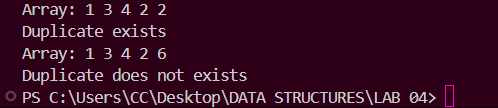 Array: 1 3 4 2 2
Duplicate exists
Array: 1 3 4 2 6
Duplicate does not exists
PS C:\Users\CC\Desktop\DATA STRUCTURES\LAB 04>